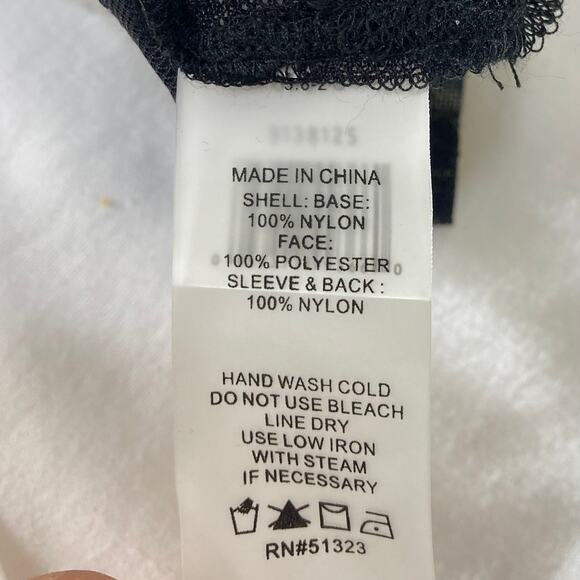 MADE IN CHINA
SHELL: BASE:
100% NYLON
FACE:
100% POLYESTER
SLEEVE & BACK :
100% NYLON
HAND WASH COLD
DO NOT USE BLEACH
LINE DRY
USE LOW IRON
WITH STEAM
IF NECESSARY
RN#51323